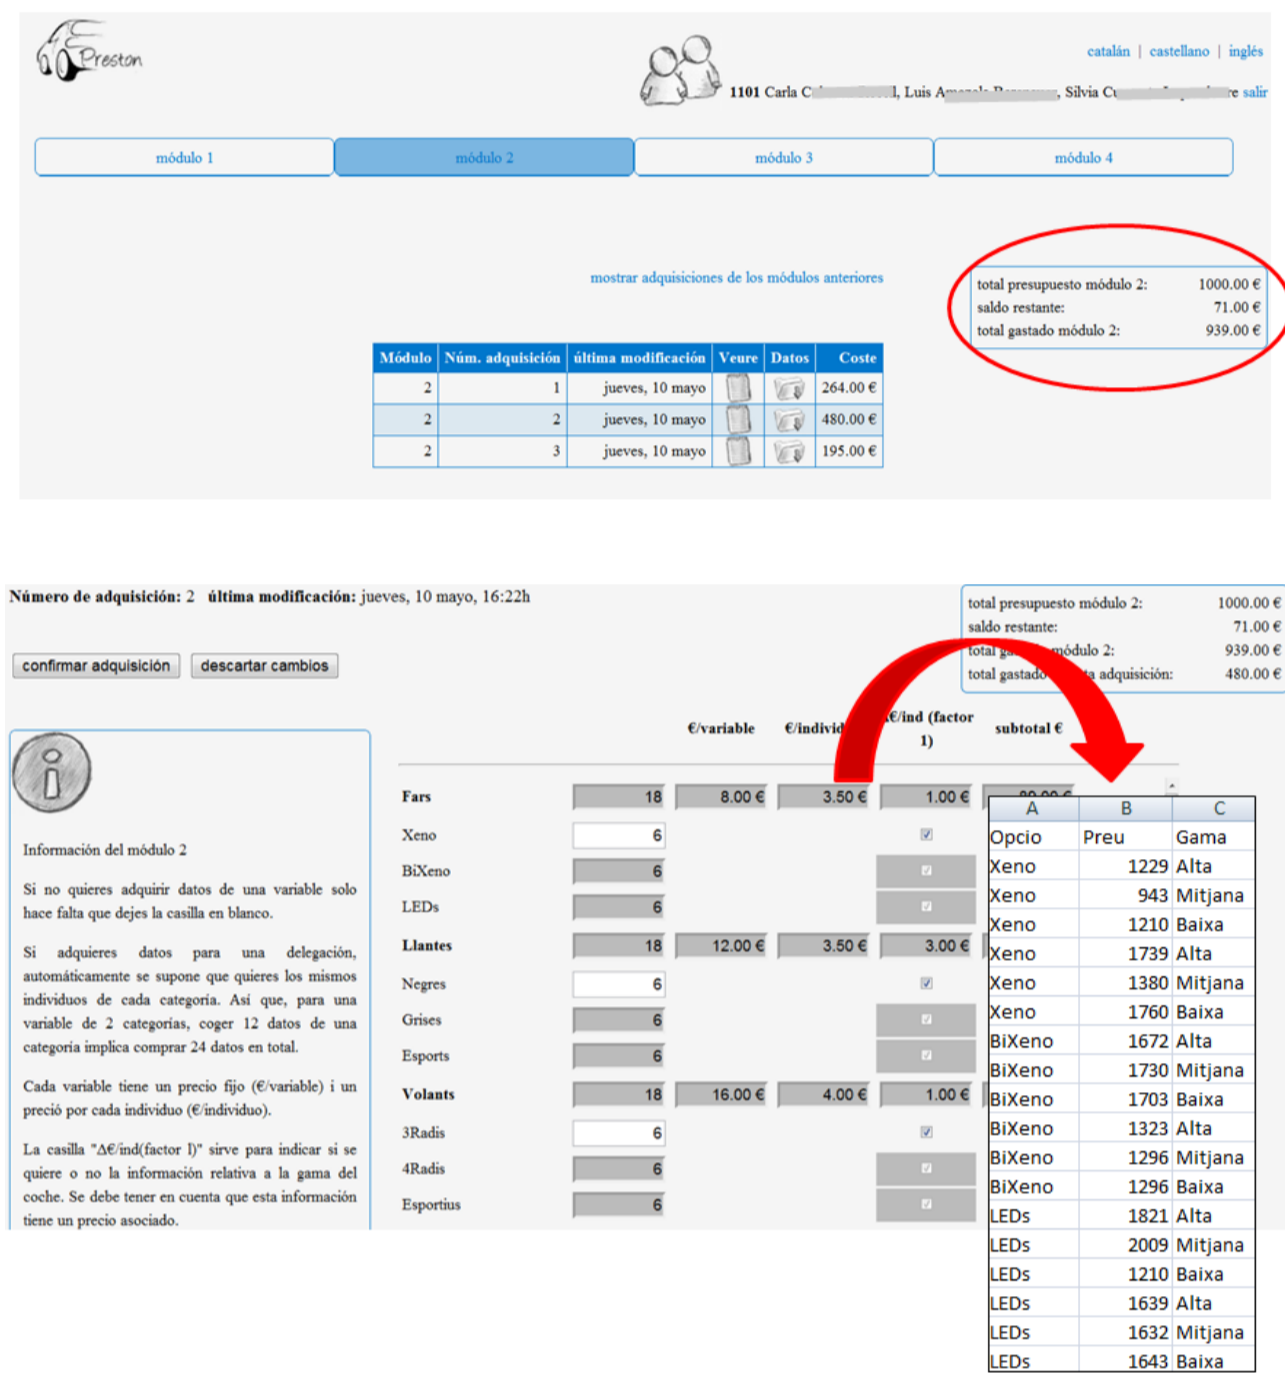 Preston
catalán | castellano | inglés
1101 Carla, Luis, Silvia salir
módulo 1 módulo 2 módulo 3 módulo 4
mostrar adquisiciones de los módulos anteriores
total presupuesto módulo 2: 1000.00 €
saldo restante: 71.00 €
total gastado módulo 2: 939.00 €
Módulo Núm. adquisición última modificación Veure Datos Coste
2 1 jueves, 10 mayo 264.00 €
2 2 jueves, 10 mayo 480.00 €
2 3 jueves, 10 mayo 195.00 €
Número de adquisición: 2 última modificación: jueves, 10 mayo, 16:22h
total presupuesto módulo 2: 1000.00 €
saldo restante: 71.00 €
total módulo 2: 939.00 €
total gastado adquisición: 480.00 €
confirmar adquisición descartar cambios
i
Información del módulo 2
Si no quieres adquirir datos de una variable solo
hace falta que dejes la casilla en blanco.
Si adquieres datos para una delegación,
automáticamente se supone que quieres los mismos
individuos de cada categoría. Así que, para una
variable de 2 categorías, coger 12 datos de una
categoría implica comprar 24 datos en total.
Cada variable tiene un precio fijo (€/variable) i un
preció por cada individuo (€/individuo).
La casilla "Δ€/ind(factor l)" sirve para indicar si se
quiere o no la información relativa a la gama del
coche. Se debe tener en cuenta que esta información
tiene un precio asociado.
€/variable €/individ €/ind (factor 1) subtotal €
Fars 18 8.00 € 3.50 € 1.00 €
Xeno 6
BiXeno 6
LEDs 6
Llantes 18 12.00 € 3.50 € 3.00 €
Negres 6
Grises 6
Esports 6
Volants 18 16.00 € 4.00 € 1.00 €
3Radis 6
4Radis 6
Esportius 6
A B C
Opcio Preu Gama
Xeno 1229 Alta
Xeno 943 Mitjana
Xeno 1210 Baixa
Xeno 1739 Alta
Xeno 1380 Mitjana
Xeno 1760 Baixa
BiXeno 1672 Alta
BiXeno 1730 Mitjana
BiXeno 1703 Baixa
BiXeno 1323 Alta
BiXeno 1296 Mitjana
BiXeno 1296 Baixa
LEDs 1821 Alta
LEDs 2009 Mitjana
LEDs 1210 Baixa
LEDs 1639 Alta
LEDs 1632 Mitjana
LEDs 1643 Baixa